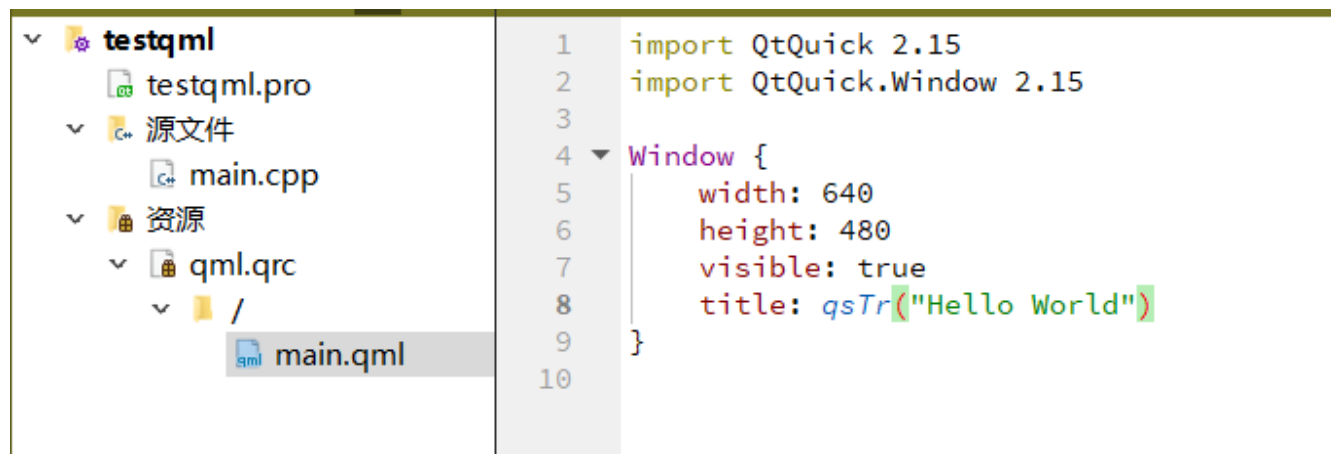 testqml
testqml.pro
源文件
main.cpp
资源
qml.qrc
/
main.qml
1 import QtQuick 2.15
2 import QtQuick.Window 2.15
3
4 Window {
5     width: 640
6     height: 480
7     visible: true
8     title: qsTr("Hello World")
9 }
10